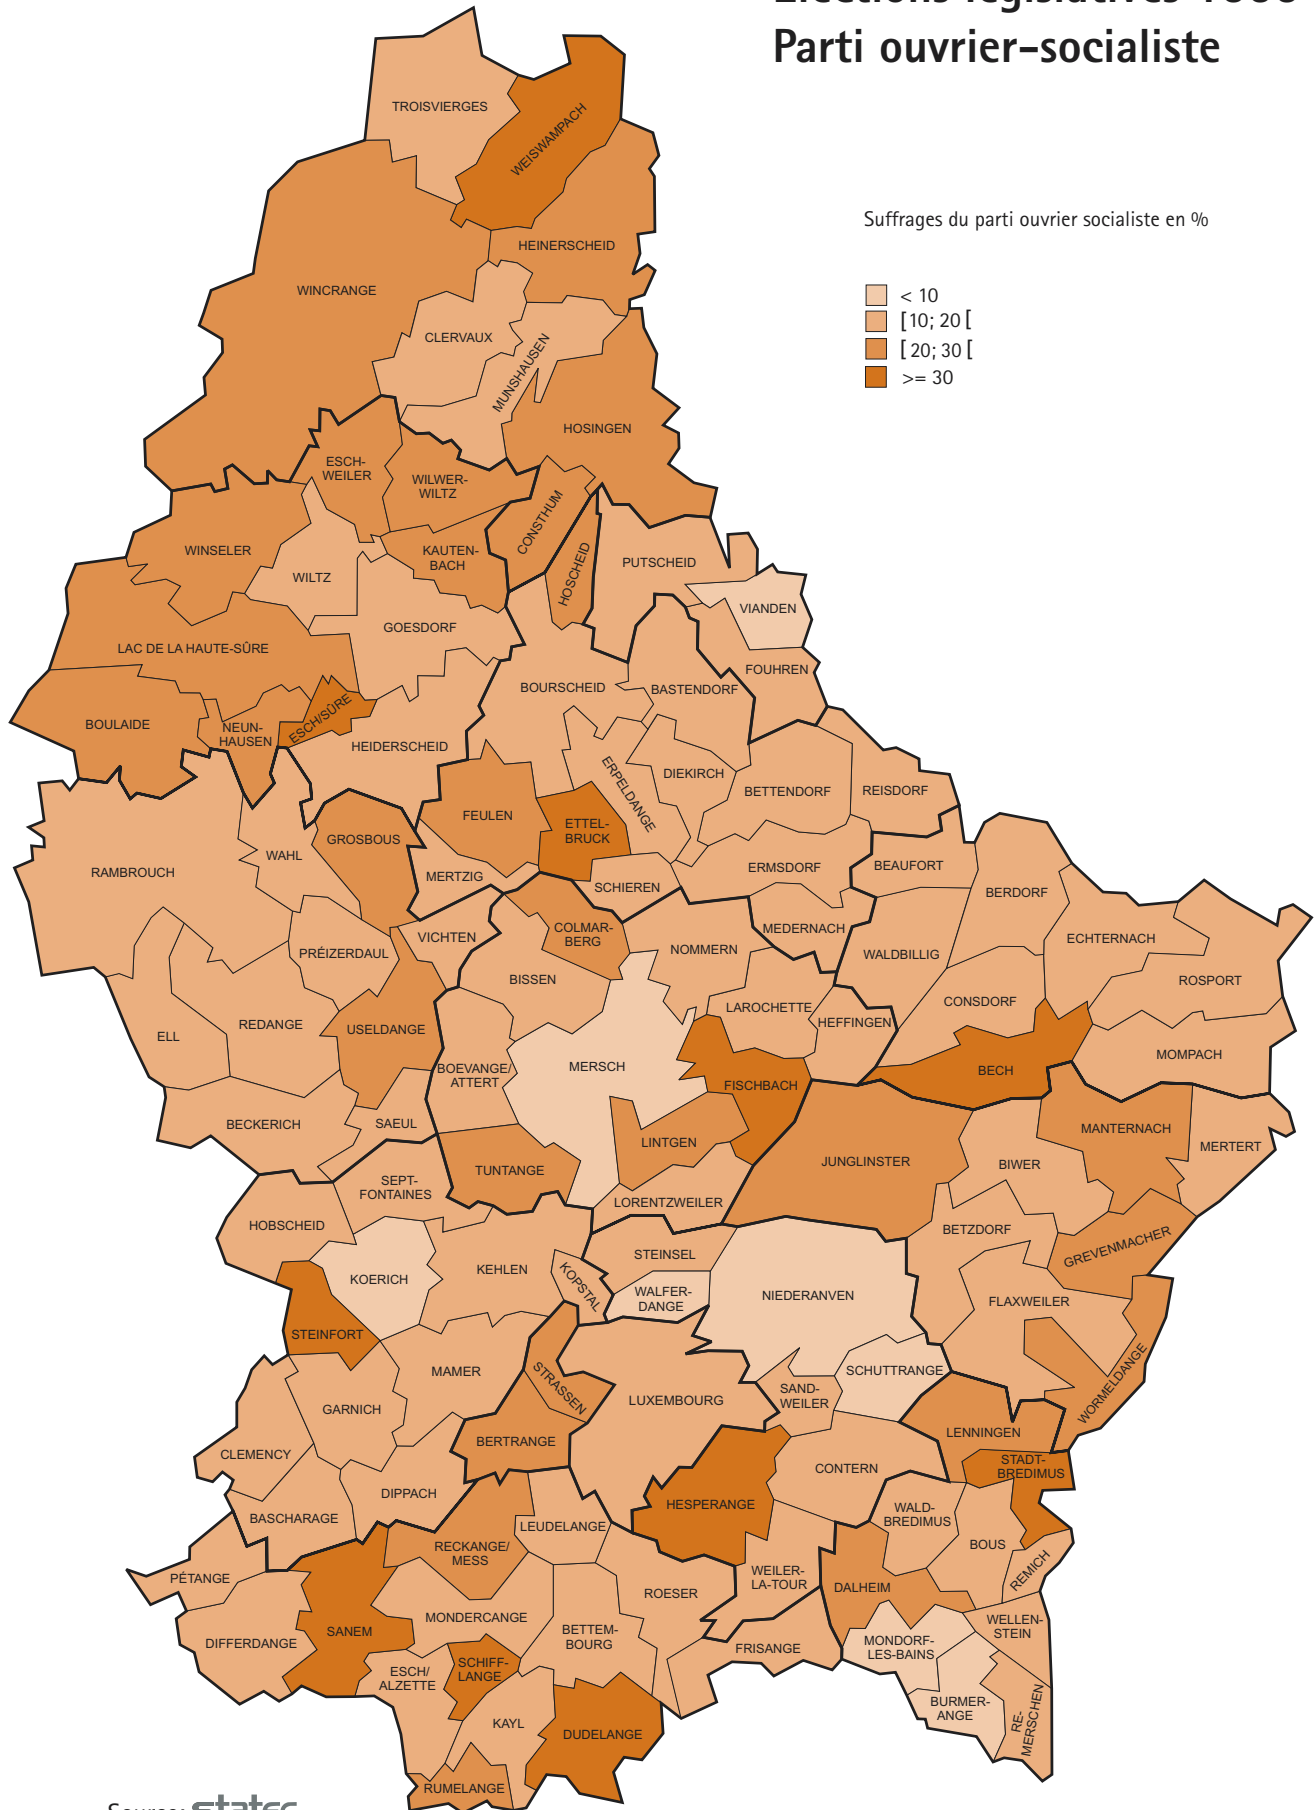 Parti ouvrier-socialiste
Suffrages du parti ouvrier socialiste en %
< 10
[10; 20 [
[20; 30 [
>= 30
TROISVIERGES
WEISWAMPACH
HEINERSCHEID
WINCRANGE
CLERVAUX
MUNSHAUSEN
HOSINGEN
ESCH-
WEILER
WILWER-
WILTZ
CONSTHUM
WINSELER
KAUTEN-
BACH
HOSCHEID
PUTSCHEID
WILTZ
VIANDEN
GOESDORF
LAC DE LA HAUTE-SÛRE
FOUHREN
BOURSCHEID
BASTENDORF
BOULAIDE
NEUN-
HAUSEN
ESCH/SÛRE
HEIDERSCHEID
ERPELDANGE
DIEKIRCH
BETTENDORF
REISDORF
FEULEN
ETTEL-
BRUCK
GROSBOUS
WAHL
RAMBROUCH
MERTZIG
SCHIEREN
ERMSDORF
BEAUFORT
BERDORF
COLMAR-
BERG
MEDERNACH
VICHTEN
NOMMERN
ECHTERNACH
PRÉIZERDAUL
WALDBILLIG
BISSEN
ROSPORT
LAROCHETTE
CONSDORF
HEFFINGEN
REDANGE
USELDANGE
ELL
MERSCH
BOEVANGE/
ATTERT
MOMPACH
BECH
FISCHBACH
BECKERICH
SAEUL
MANTERNACH
LINTGEN
MERTERT
JUNGLINSTER
BIWER
TUNTANGE
SEPT-
FONTAINES
LORENTZWEILER
HOBSCHEID
BETZDORF
GREVENMACHER
STEINSEL
KEHLEN
KOERICH
KOPSTAL
WALFER-
DANGE
NIEDERANVEN
FLAXWEILER
STEINFORT
MAMER
STRASSEN
SCHUTTRANGE
WORMELDANGE
SAND-
WEILER
LUXEMBOURG
GARNICH
LENNINGEN
BERTRANGE
CLEMENCY
CONTERN
STADT-
BREDIMUS
DIPPACH
HESPERANGE
WALD-
BREDIMUS
BASCHARAGE
LEUDELANGE
RECKANGE/
MESS
BOUS
REMICH
PÉTANGE
WEILER-
LA-TOUR
DALHEIM
ROESER
MONDERCANGE
WELLEN-
STEIN
SANEM
DIFFERDANGE
BETTEM-
BOURG
MONDORF-
LES-BAINS
FRISANGE
SCHIFF-
LANGE
ESCH/
ALZETTE
BURMER-
ANGE
RE-
MERSCHEN
KAYL
DUDELANGE
RUMELANGE
Source: statec